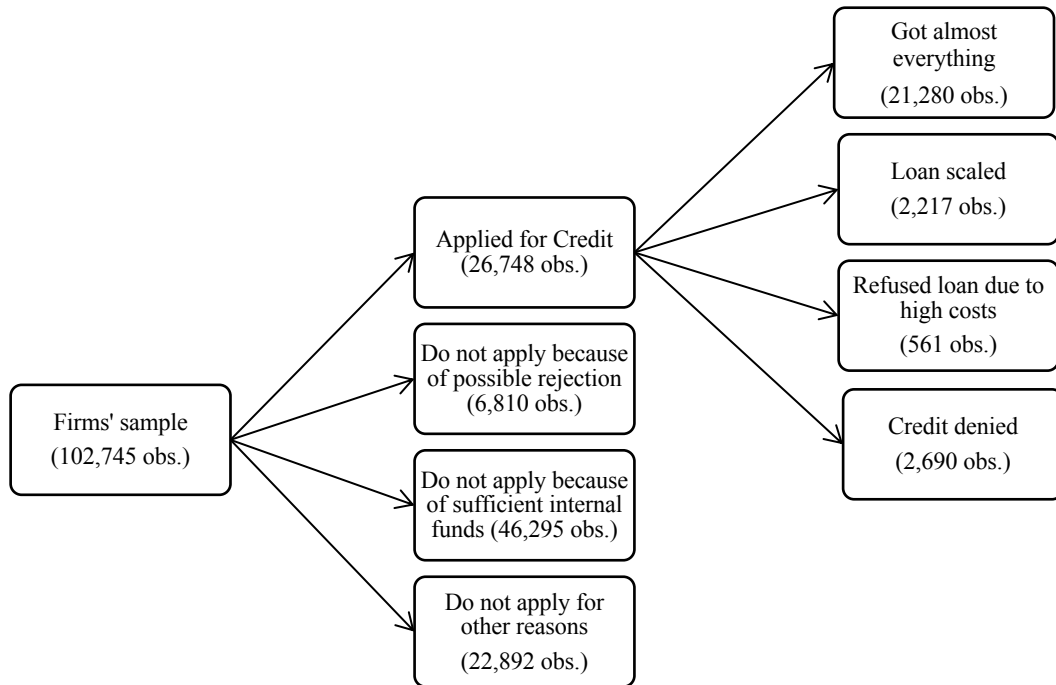 Firms' sample
(102,745 obs.)
Applied for Credit
(26,748 obs.)
Do not apply because
of possible rejection
(6,810 obs.)
Do not apply because
of sufficient internal
funds (46,295 obs.)
Do not apply for
other reasons
(22,892 obs.)
Got almost
everything
(21,280 obs.)
Loan scaled
(2,217 obs.)
Refused loan due to
high costs
(561 obs.)
Credit denied
(2,690 obs.)